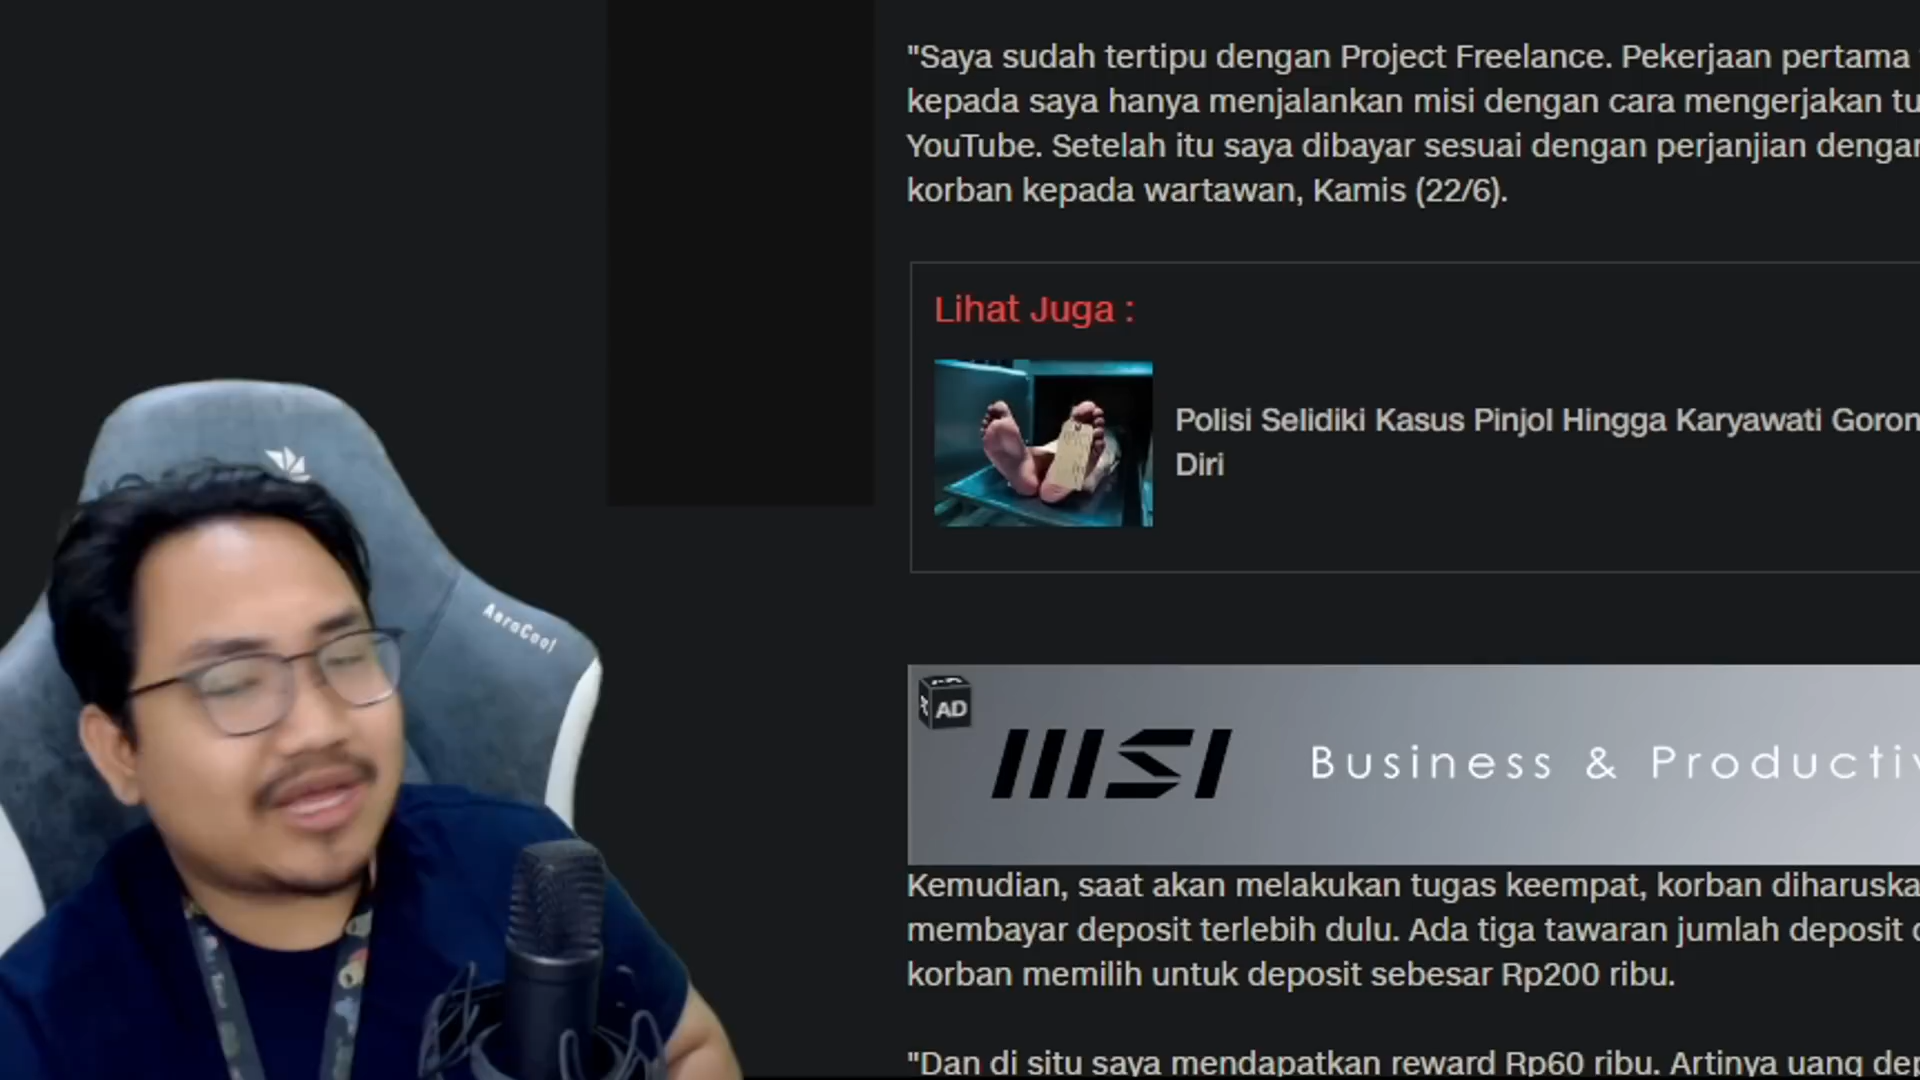 "Saya sudah tertipu dengan Project Freelance. Pekerjaan pertama
kepada saya hanya menjalankan misi dengan cara mengerjakan tu
YouTube. Setelah itu saya dibayar sesuai dengan perjanjian dengan
korban kepada wartawan, Kamis (22/6).
Lihat Juga :
Polisi Selidiki Kasus Pinjol Hingga Karyawati Goron
Diri
AeroCool
AD
msi Business & Productiv
Kemudian, saat akan melakukan tugas keempat, korban diharuska
membayar deposit terlebih dulu. Ada tiga tawaran jumlah deposit d
korban memilih untuk deposit sebesar Rp200 ribu.
"Dan di situ saya mendapatkan reward Rp60 ribu. Artinya uang dep